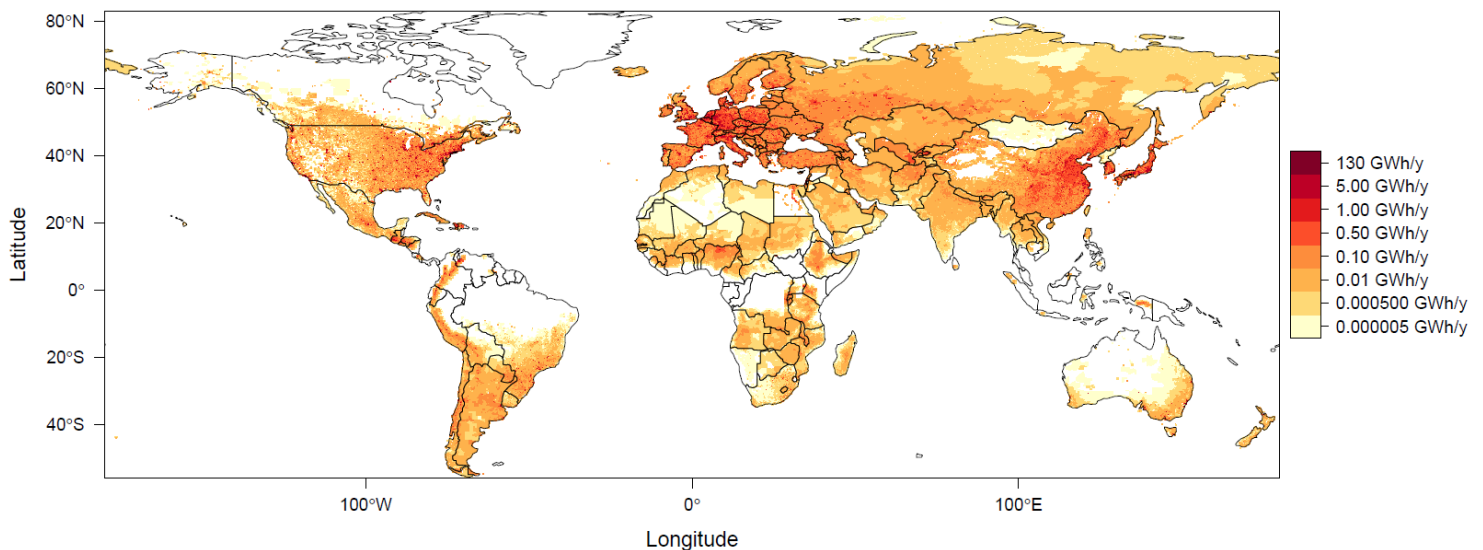 80°N
60°N
40°N
20°N
0°
20°S
40°S
Latitude
100°W
0°
100°E
Longitude
130 GWh/y
5.00 GWh/y
1.00 GWh/y
0.50 GWh/y
0.10 GWh/y
0.01 GWh/y
0.000500 GWh/y
0.000005 GWh/y